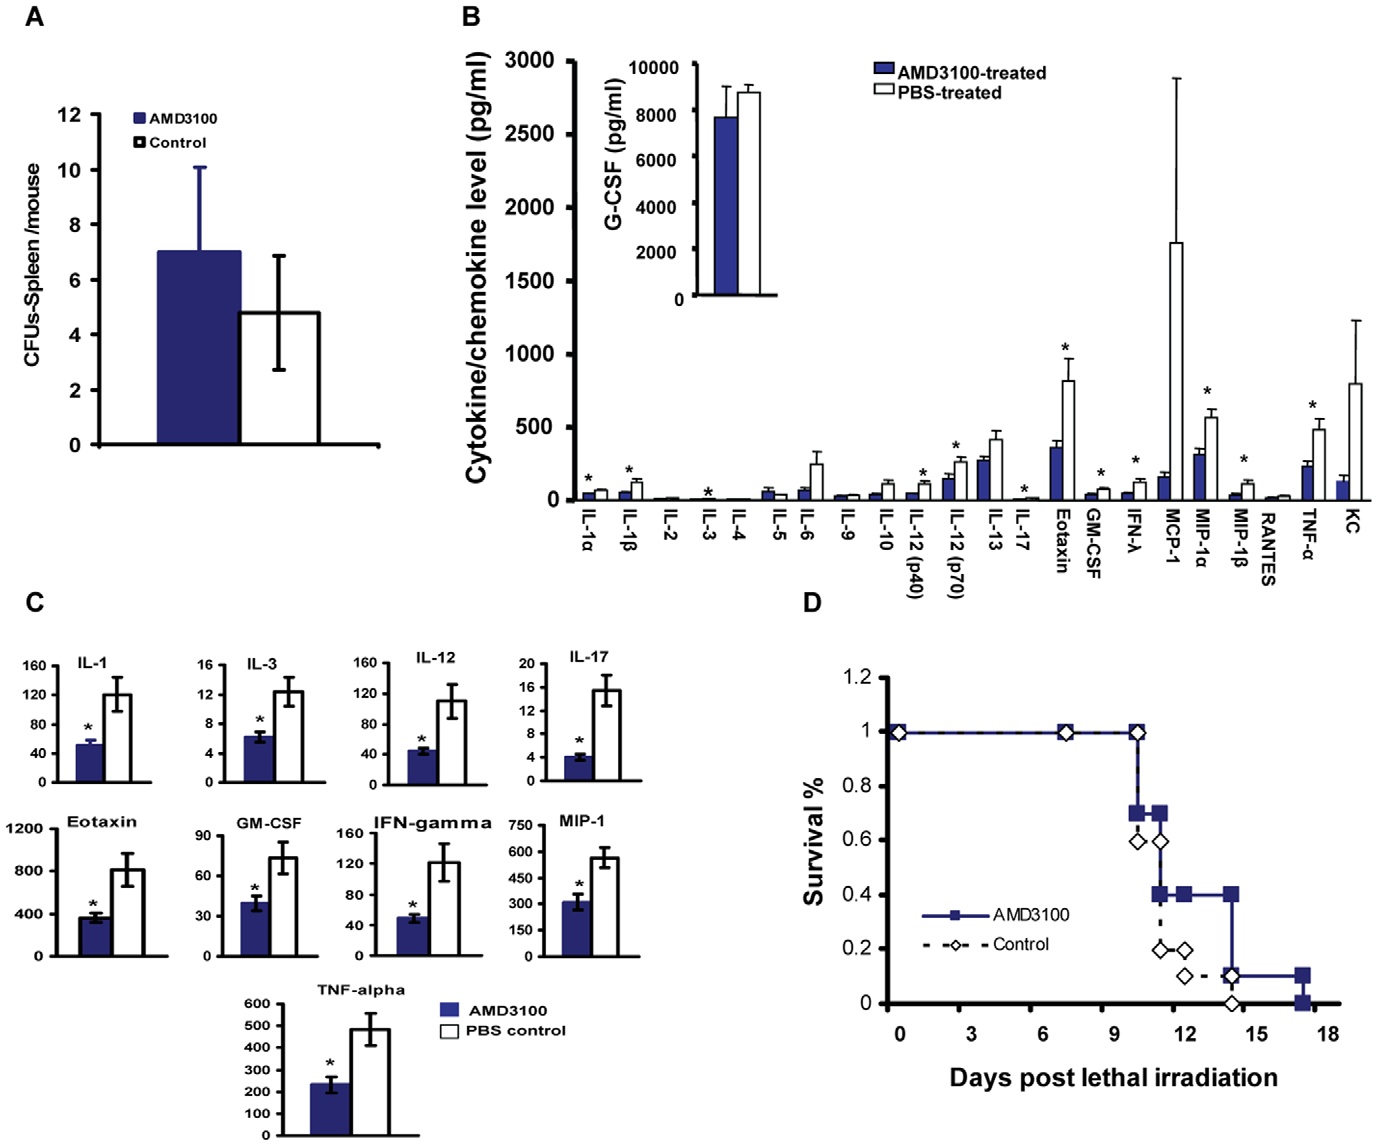 A
CFUs-Spleen /mouse
12
10
8
6
4
2
0
AMD3100
Control
B
Cytokine/chemokine level (pg/ml)
3000
2500
2000
1500
1000
500
0
G-CSF (pg/ml)
10000
8000
6000
4000
2000
0
AMD3100-treated
PBS-treated
* * * * * * * * * * * *
IL-1α
IL-1β
IL-2
IL-3
IL-4
IL-5
IL-6
IL-9
IL-10
IL-12 (p40)
IL-12 (p70)
IL-13
IL-17
Eotaxin
GM-CSF
IFN-λ
MCP-1
MIP-1α
MIP-1β
RANTES
TNF-α
KC
C
IL-1
160
120
80
40
0
*
IL-3
16
12
8
4
0
*
IL-12
160
120
80
40
0
*
IL-17
20
16
12
8
4
0
*
Eotaxin
1200
800
400
0
*
GM-CSF
90
60
30
0
*
IFN-gamma
160
120
80
40
0
*
MIP-1
750
600
450
300
150
0
*
TNF-alpha
600
500
400
300
200
100
0
*
AMD3100
PBS control
D
Survival %
1.2
1
0.8
0.6
0.4
0.2
0
AMD3100
Control
0 3 6 9 12 15 18
Days post lethal irradiation